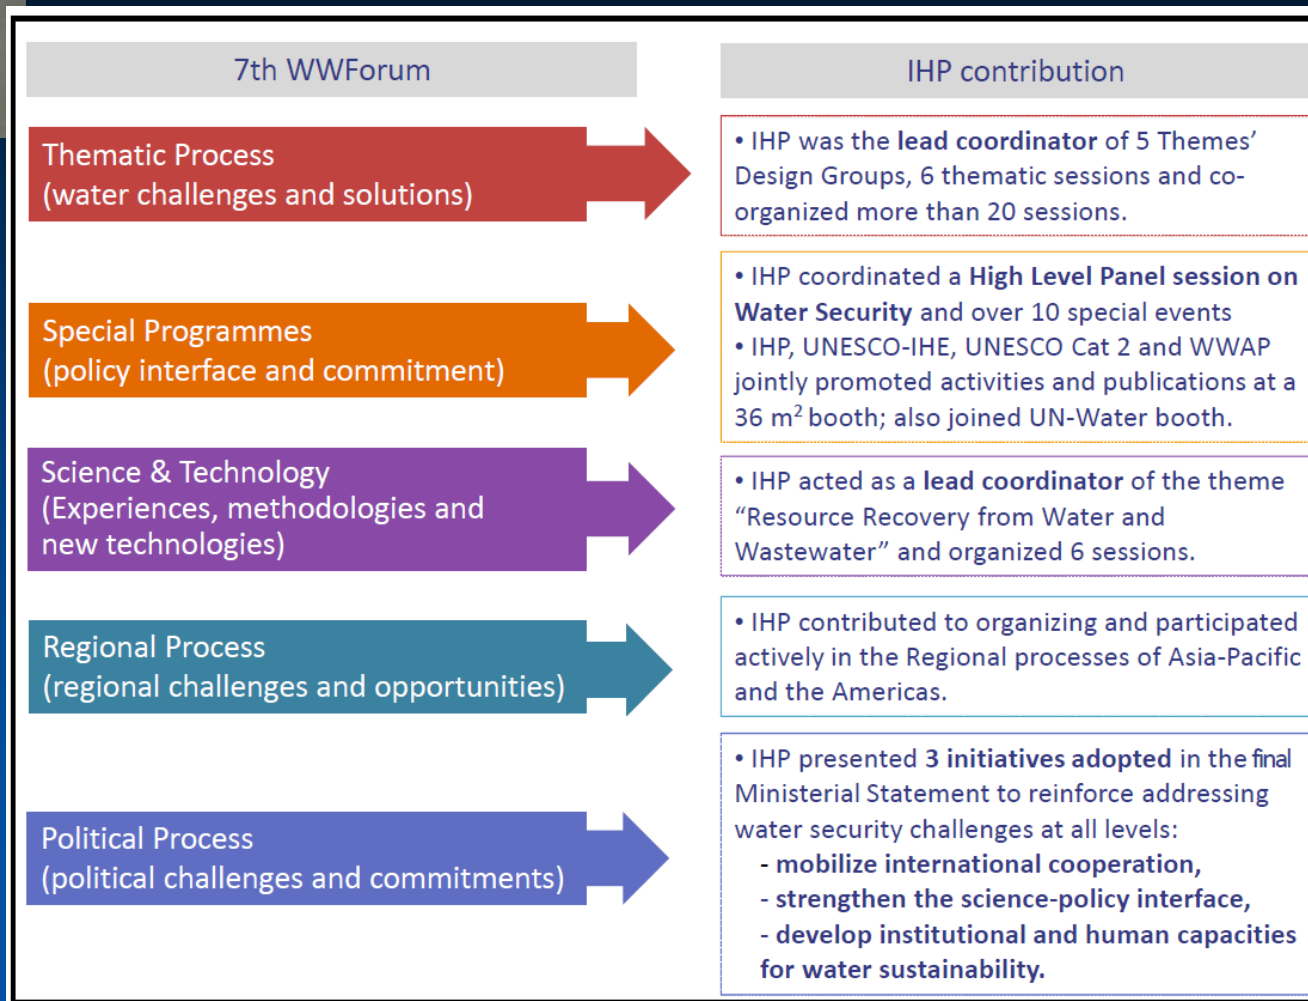 7th WWForum
IHP contribution
Thematic Process
(water challenges and solutions)
• IHP was the lead coordinator of 5 Themes’
Design Groups, 6 thematic sessions and co-
organized more than 20 sessions.
Special Programmes
(policy interface and commitment)
• IHP coordinated a High Level Panel session on
Water Security and over 10 special events
• IHP, UNESCO-IHE, UNESCO Cat 2 and WWAP
jointly promoted activities and publications at a
36 m² booth; also joined UN-Water booth.
Science & Technology
(Experiences, methodologies and
new technologies)
• IHP acted as a lead coordinator of the theme
“Resource Recovery from Water and
Wastewater” and organized 6 sessions.
Regional Process
(regional challenges and opportunities)
• IHP contributed to organizing and participated
actively in the Regional processes of Asia-Pacific
and the Americas.
Political Process
(political challenges and commitments)
• IHP presented 3 initiatives adopted in the final
Ministerial Statement to reinforce addressing
water security challenges at all levels:
- mobilize international cooperation,
- strengthen the science-policy interface,
- develop institutional and human capacities
for water sustainability.